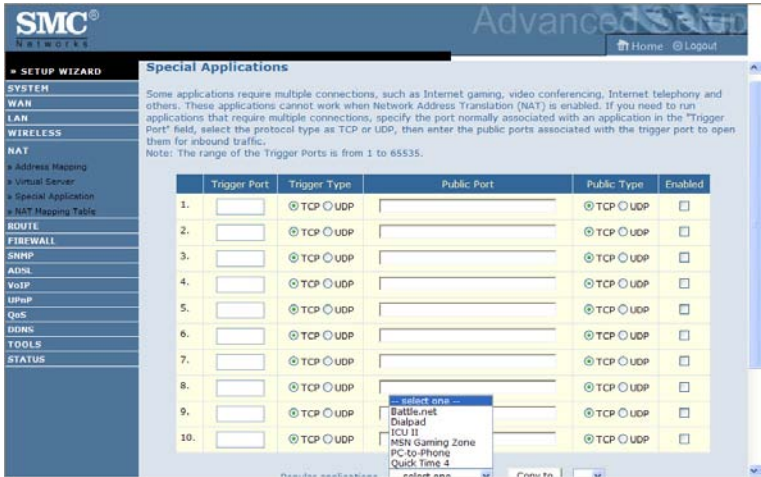 SMC®
Networks
Advanced Setup
Home Logout
» SETUP WIZARD
SYSTEM
WAN
LAN
WIRELESS
NAT
» Address Mapping
» Virtual Server
» Special Application
» NAT Mapping Table
ROUTE
FIREWALL
SNMP
ADSL
VoIP
UPnP
QoS
DDNS
TOOLS
STATUS
Special Applications
Some applications require multiple connections, such as Internet gaming, video conferencing, Internet telephony and
others. These applications cannot work when Network Address Translation (NAT) is enabled. If you need to run
applications that require multiple connections, specify the port normally associated with an application in the "Trigger
Port" field, select the protocol type as TCP or UDP, then enter the public ports associated with the trigger port to open
them for inbound traffic.
Note: The range of the Trigger Ports is from 1 to 65535.
Trigger Port Trigger Type Public Port Public Type Enabled
1. TCP UDP TCP UDP
2. TCP UDP TCP UDP
3. TCP UDP TCP UDP
4. TCP UDP TCP UDP
5. TCP UDP TCP UDP
6. TCP UDP TCP UDP
7. TCP UDP TCP UDP
8. TCP UDP TCP UDP
9. TCP UDP TCP UDP
10. TCP UDP TCP UDP
-- select one --
Battle.net
Dialpad
ICU II
MSN Gaming Zone
PC-to-Phone
Quick Time 4
Popular applications -- select one -- Copy to --